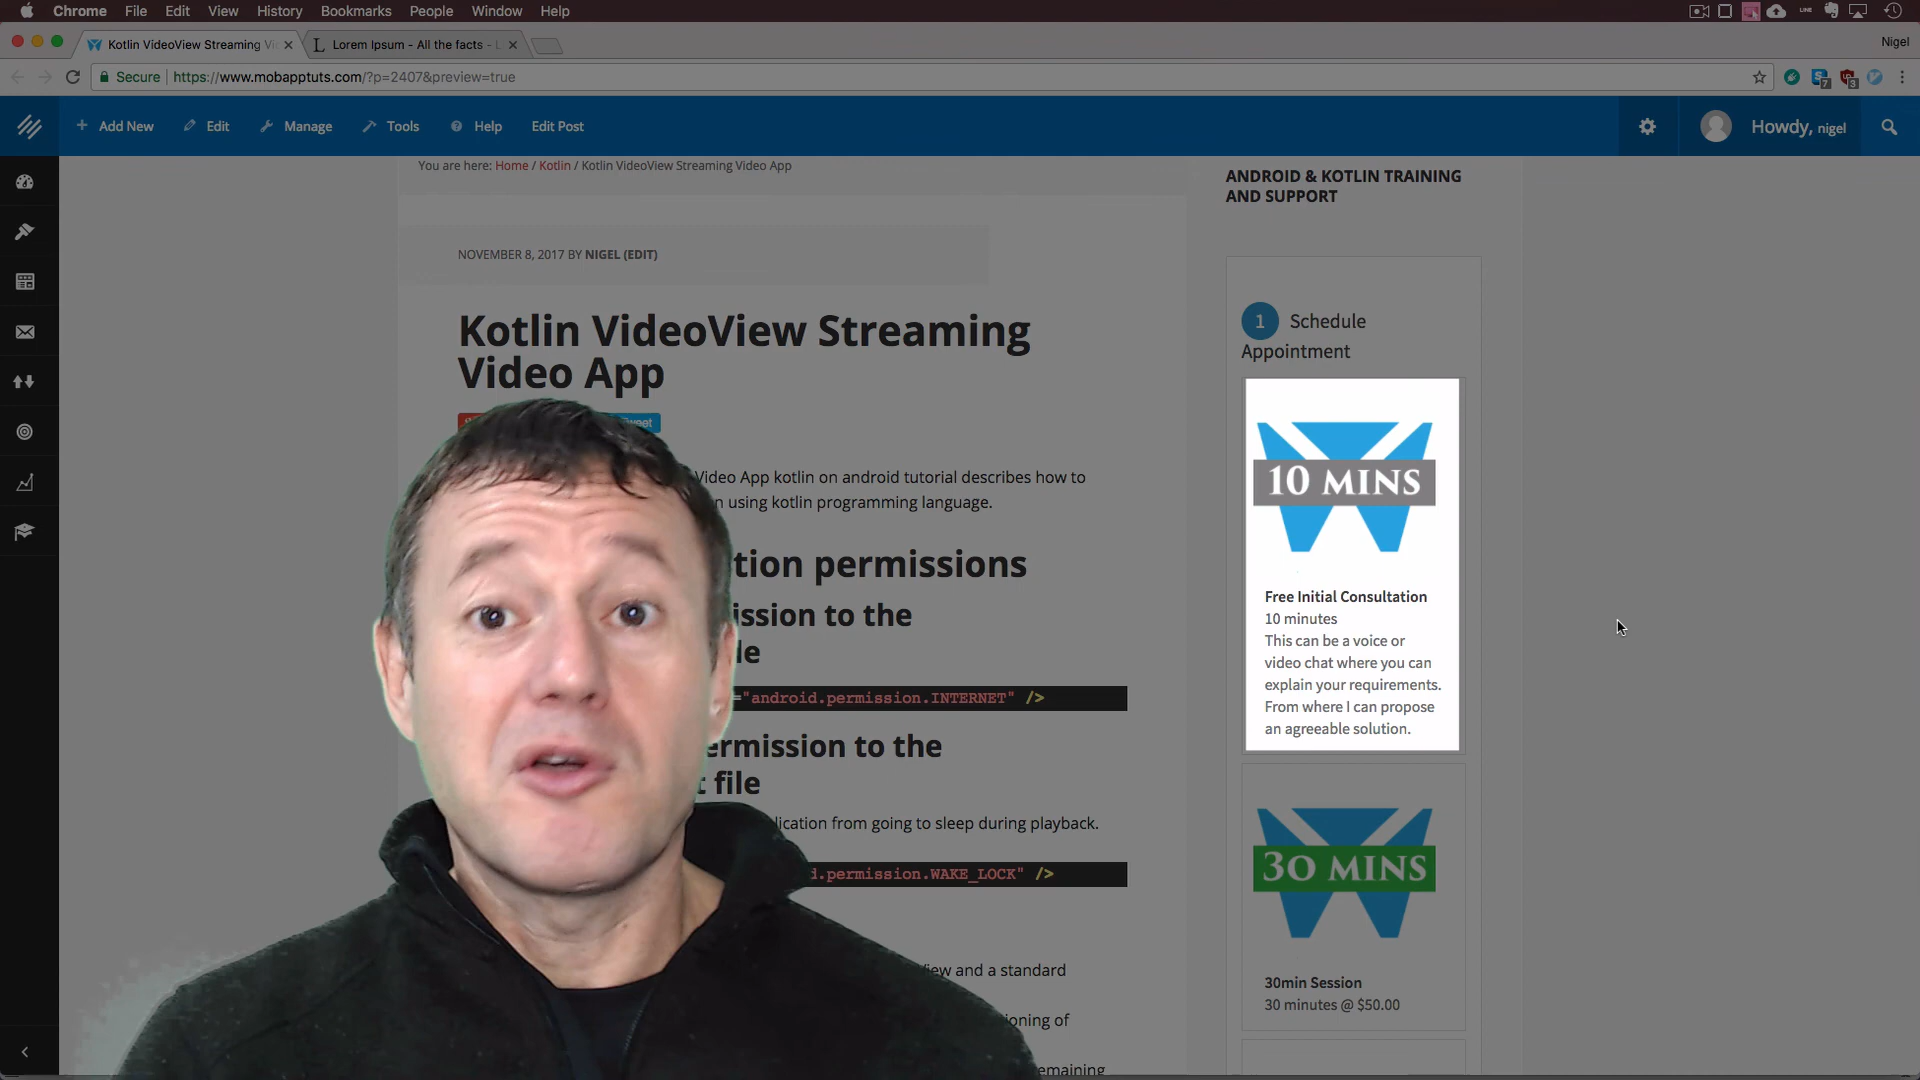 Chrome File Edit View History Bookmarks People Window Help
Kotlin VideoView Streaming Vi
Lorem Ipsum - All the facts - L
Nigel
Secure https://www.mobapptuts.com/?p=2407&preview=true
7
3
Add New Edit Manage Tools Help Edit Post
Howdy, nigel
You are here: Home / Kotlin / Kotlin VideoView Streaming Video App
NOVEMBER 8, 2017 BY NIGEL (EDIT)
Kotlin VideoView Streaming
Video App
Tweet
Video App kotlin on android tutorial describes how to
n using kotlin programming language.
tion permissions
ission to the
le
="android.permission.INTERNET" />
ermission to the
t file
lication from going to sleep during playback.
d.permission.WAKE_LOCK" />
iew and a standard
oning of
emaining
ANDROID & KOTLIN TRAINING
AND SUPPORT
1 Schedule
Appointment
10 MINS
Free Initial Consultation
10 minutes
This can be a voice or
video chat where you can
explain your requirements.
From where I can propose
an agreeable solution.
30 MINS
30min Session
30 minutes @ $50.00